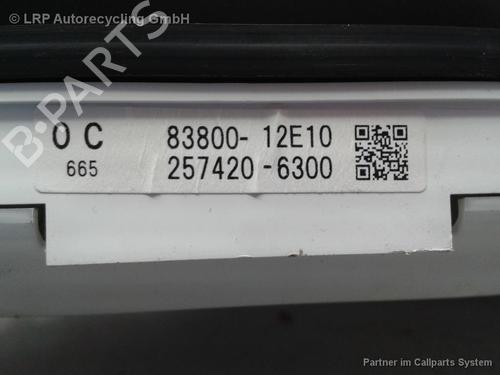 LRP Autorecycling GmbH
B-PARTS
0 C 83800- 12E10
665 257420 - 6300
Partner im Callparts System